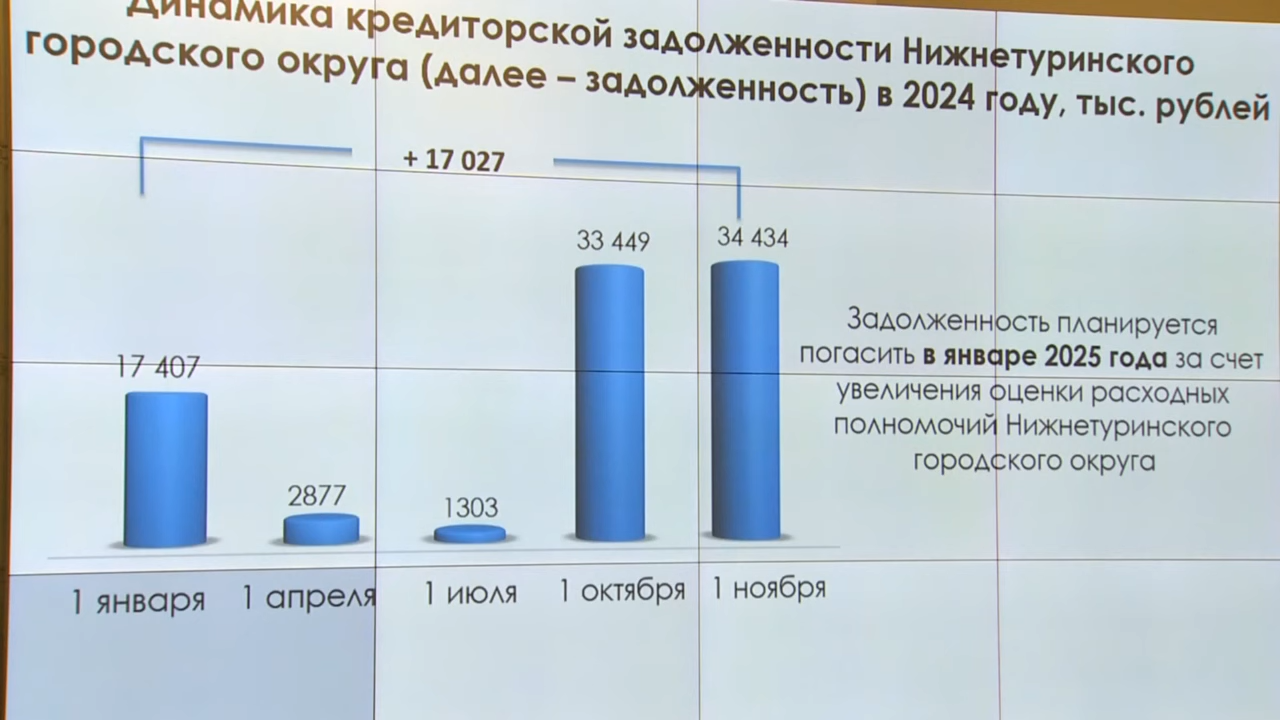 Динамика кредиторской задолженности Нижнетуринского
городского округа (далее – задолженность) в 2024 году, тыс. рублей
+ 17 027
33 449
34 434
17 407
2877
1303
Задолженность планируется
погасить в январе 2025 года за счет
увеличения оценки расходных
полномочий Нижнетуринского
городского округа
1 января
1 апреля
1 июля
1 октября
1 ноября